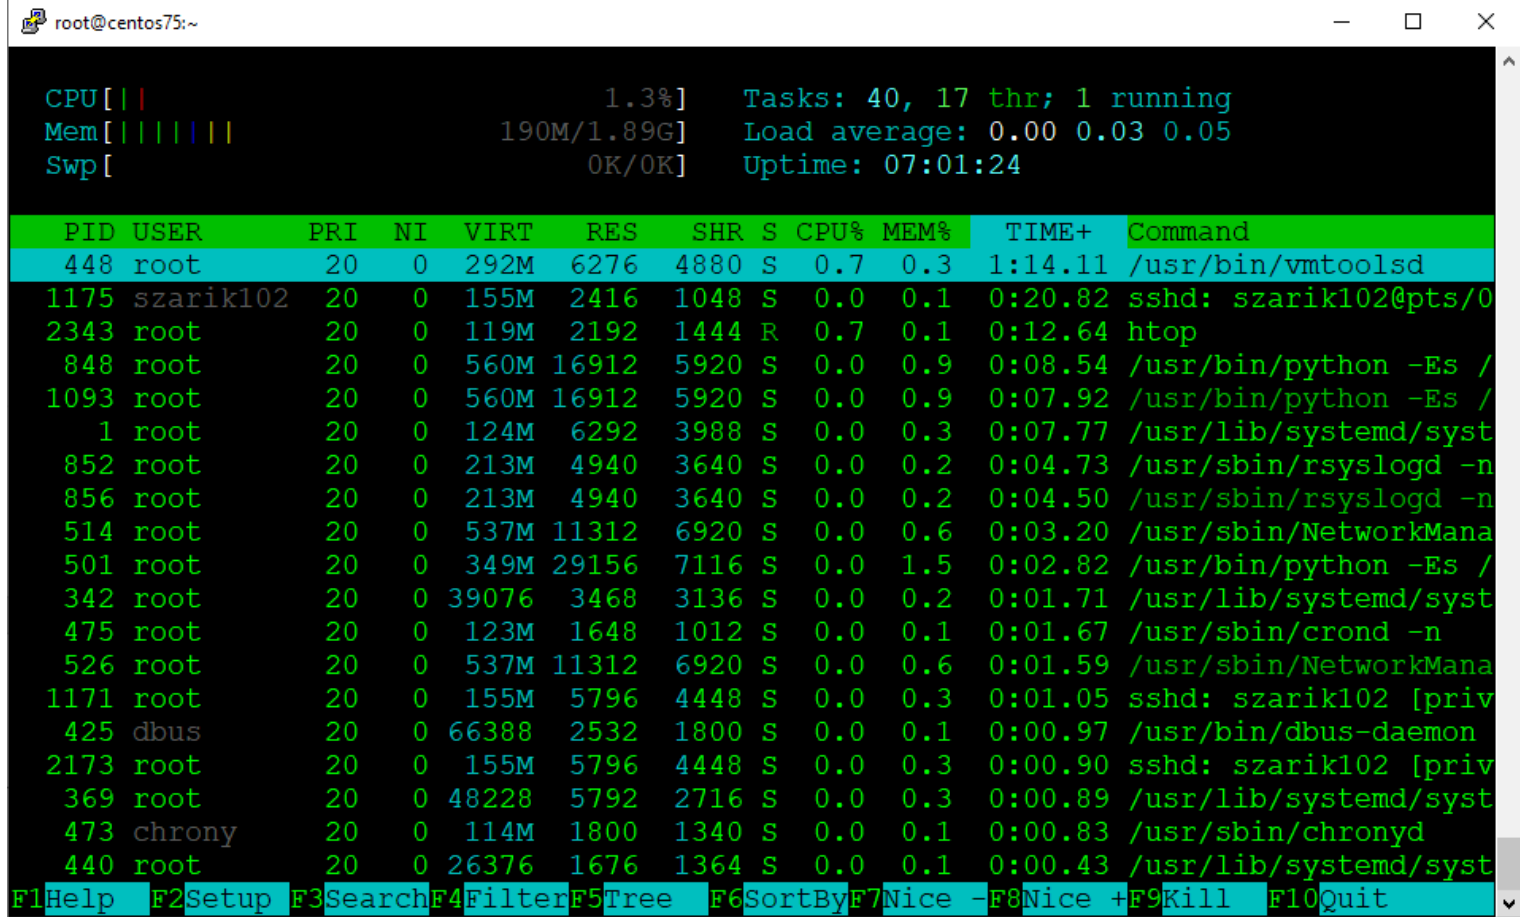 root@centos75:~
CPU[|| 1.3%] Tasks: 40, 17 thr; 1 running
Mem[||||||| 190M/1.89G] Load average: 0.00 0.03 0.05
Swp[ 0K/0K] Uptime: 07:01:24
PID USER PRI NI VIRT RES SHR S CPU% MEM% TIME+ Command
448 root 20 0 292M 6276 4880 S 0.7 0.3 1:14.11 /usr/bin/vmtoolsd
1175 szarik102 20 0 155M 2416 1048 S 0.0 0.1 0:20.82 sshd: szarik102@pts/0
2343 root 20 0 119M 2192 1444 R 0.7 0.1 0:12.64 htop
848 root 20 0 560M 16912 5920 S 0.0 0.9 0:08.54 /usr/bin/python -Es /
1093 root 20 0 560M 16912 5920 S 0.0 0.9 0:07.92 /usr/bin/python -Es /
1 root 20 0 124M 6292 3988 S 0.0 0.3 0:07.77 /usr/lib/systemd/syst
852 root 20 0 213M 4940 3640 S 0.0 0.2 0:04.73 /usr/sbin/rsyslogd -n
856 root 20 0 213M 4940 3640 S 0.0 0.2 0:04.50 /usr/sbin/rsyslogd -n
514 root 20 0 537M 11312 6920 S 0.0 0.6 0:03.20 /usr/sbin/NetworkMana
501 root 20 0 349M 29156 7116 S 0.0 1.5 0:02.82 /usr/bin/python -Es /
342 root 20 0 39076 3468 3136 S 0.0 0.2 0:01.71 /usr/lib/systemd/syst
475 root 20 0 123M 1648 1012 S 0.0 0.1 0:01.67 /usr/sbin/crond -n
526 root 20 0 537M 11312 6920 S 0.0 0.6 0:01.59 /usr/sbin/NetworkMana
1171 root 20 0 155M 5796 4448 S 0.0 0.3 0:01.05 sshd: szarik102 [priv
425 dbus 20 0 66388 2532 1800 S 0.0 0.1 0:00.97 /usr/bin/dbus-daemon
2173 root 20 0 155M 5796 4448 S 0.0 0.3 0:00.90 sshd: szarik102 [priv
369 root 20 0 48228 5792 2716 S 0.0 0.3 0:00.89 /usr/lib/systemd/syst
473 chrony 20 0 114M 1800 1340 S 0.0 0.1 0:00.83 /usr/sbin/chronyd
440 root 20 0 26376 1676 1364 S 0.0 0.1 0:00.43 /usr/lib/systemd/syst
F1Help F2Setup F3SearchF4FilterF5Tree F6SortByF7Nice -F8Nice +F9Kill F10Quit